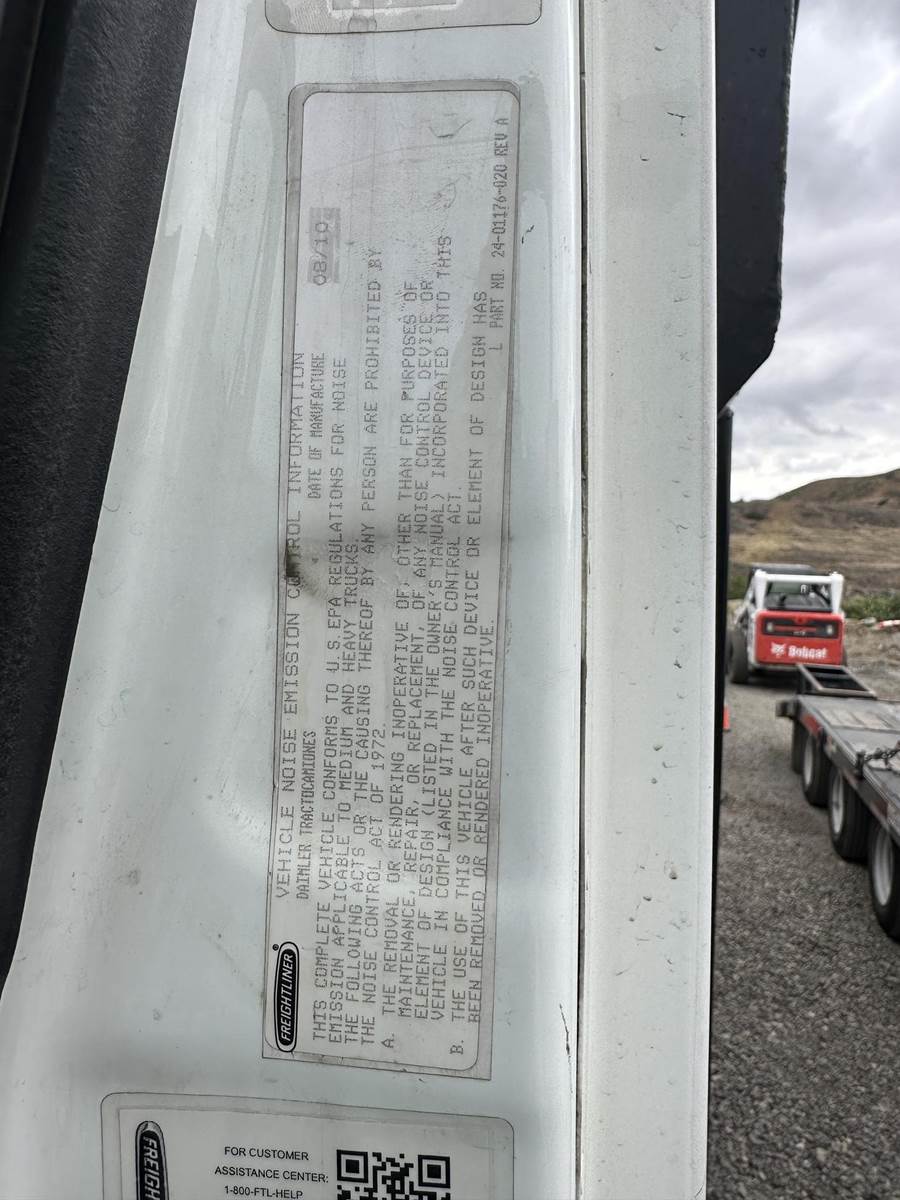 VEHICLE NOISE EMISSION CONTROL INFORMATION
DAIMLER TRACTOCAMIONES DATE OF MANUFACTURE 08/10
FREIGHTLINER®
THIS COMPLETE VEHICLE CONFORMS TO U.S.EPA REGULATIONS FOR NOISE
EMISSION APPLICABLE TO MEDIUM AND HEAVY TRUCKS.
THE FOLLOWING ACTS OR THE CAUSING THEREOF BY ANY PERSON ARE PROHIBITED BY
THE NOISE CONTROL ACT OF 1972.
A. THE REMOVAL OR RENDERING INOPERATIVE OF, OTHER THAN FOR PURPOSES OF
MAINTENANCE, REPAIR, OR REPLACEMENT, OF ANY NOISE CONTROL DEVICE OR
ELEMENT OF DESIGN (LISTED IN THE OWNER'S MANUAL) INCORPORATED INTO THIS
VEHICLE IN COMPLIANCE WITH THE NOISE CONTROL ACT.
B. THE USE OF THIS VEHICLE AFTER SUCH DEVICE OR ELEMENT OF DESIGN HAS
BEEN REMOVED OR RENDERED INOPERATIVE.
L PART NO. 24-01176-020 REV A
FREIGHTL
FOR CUSTOMER
ASSISTANCE CENTER:
1-800-FTL-HELP
Bobcat